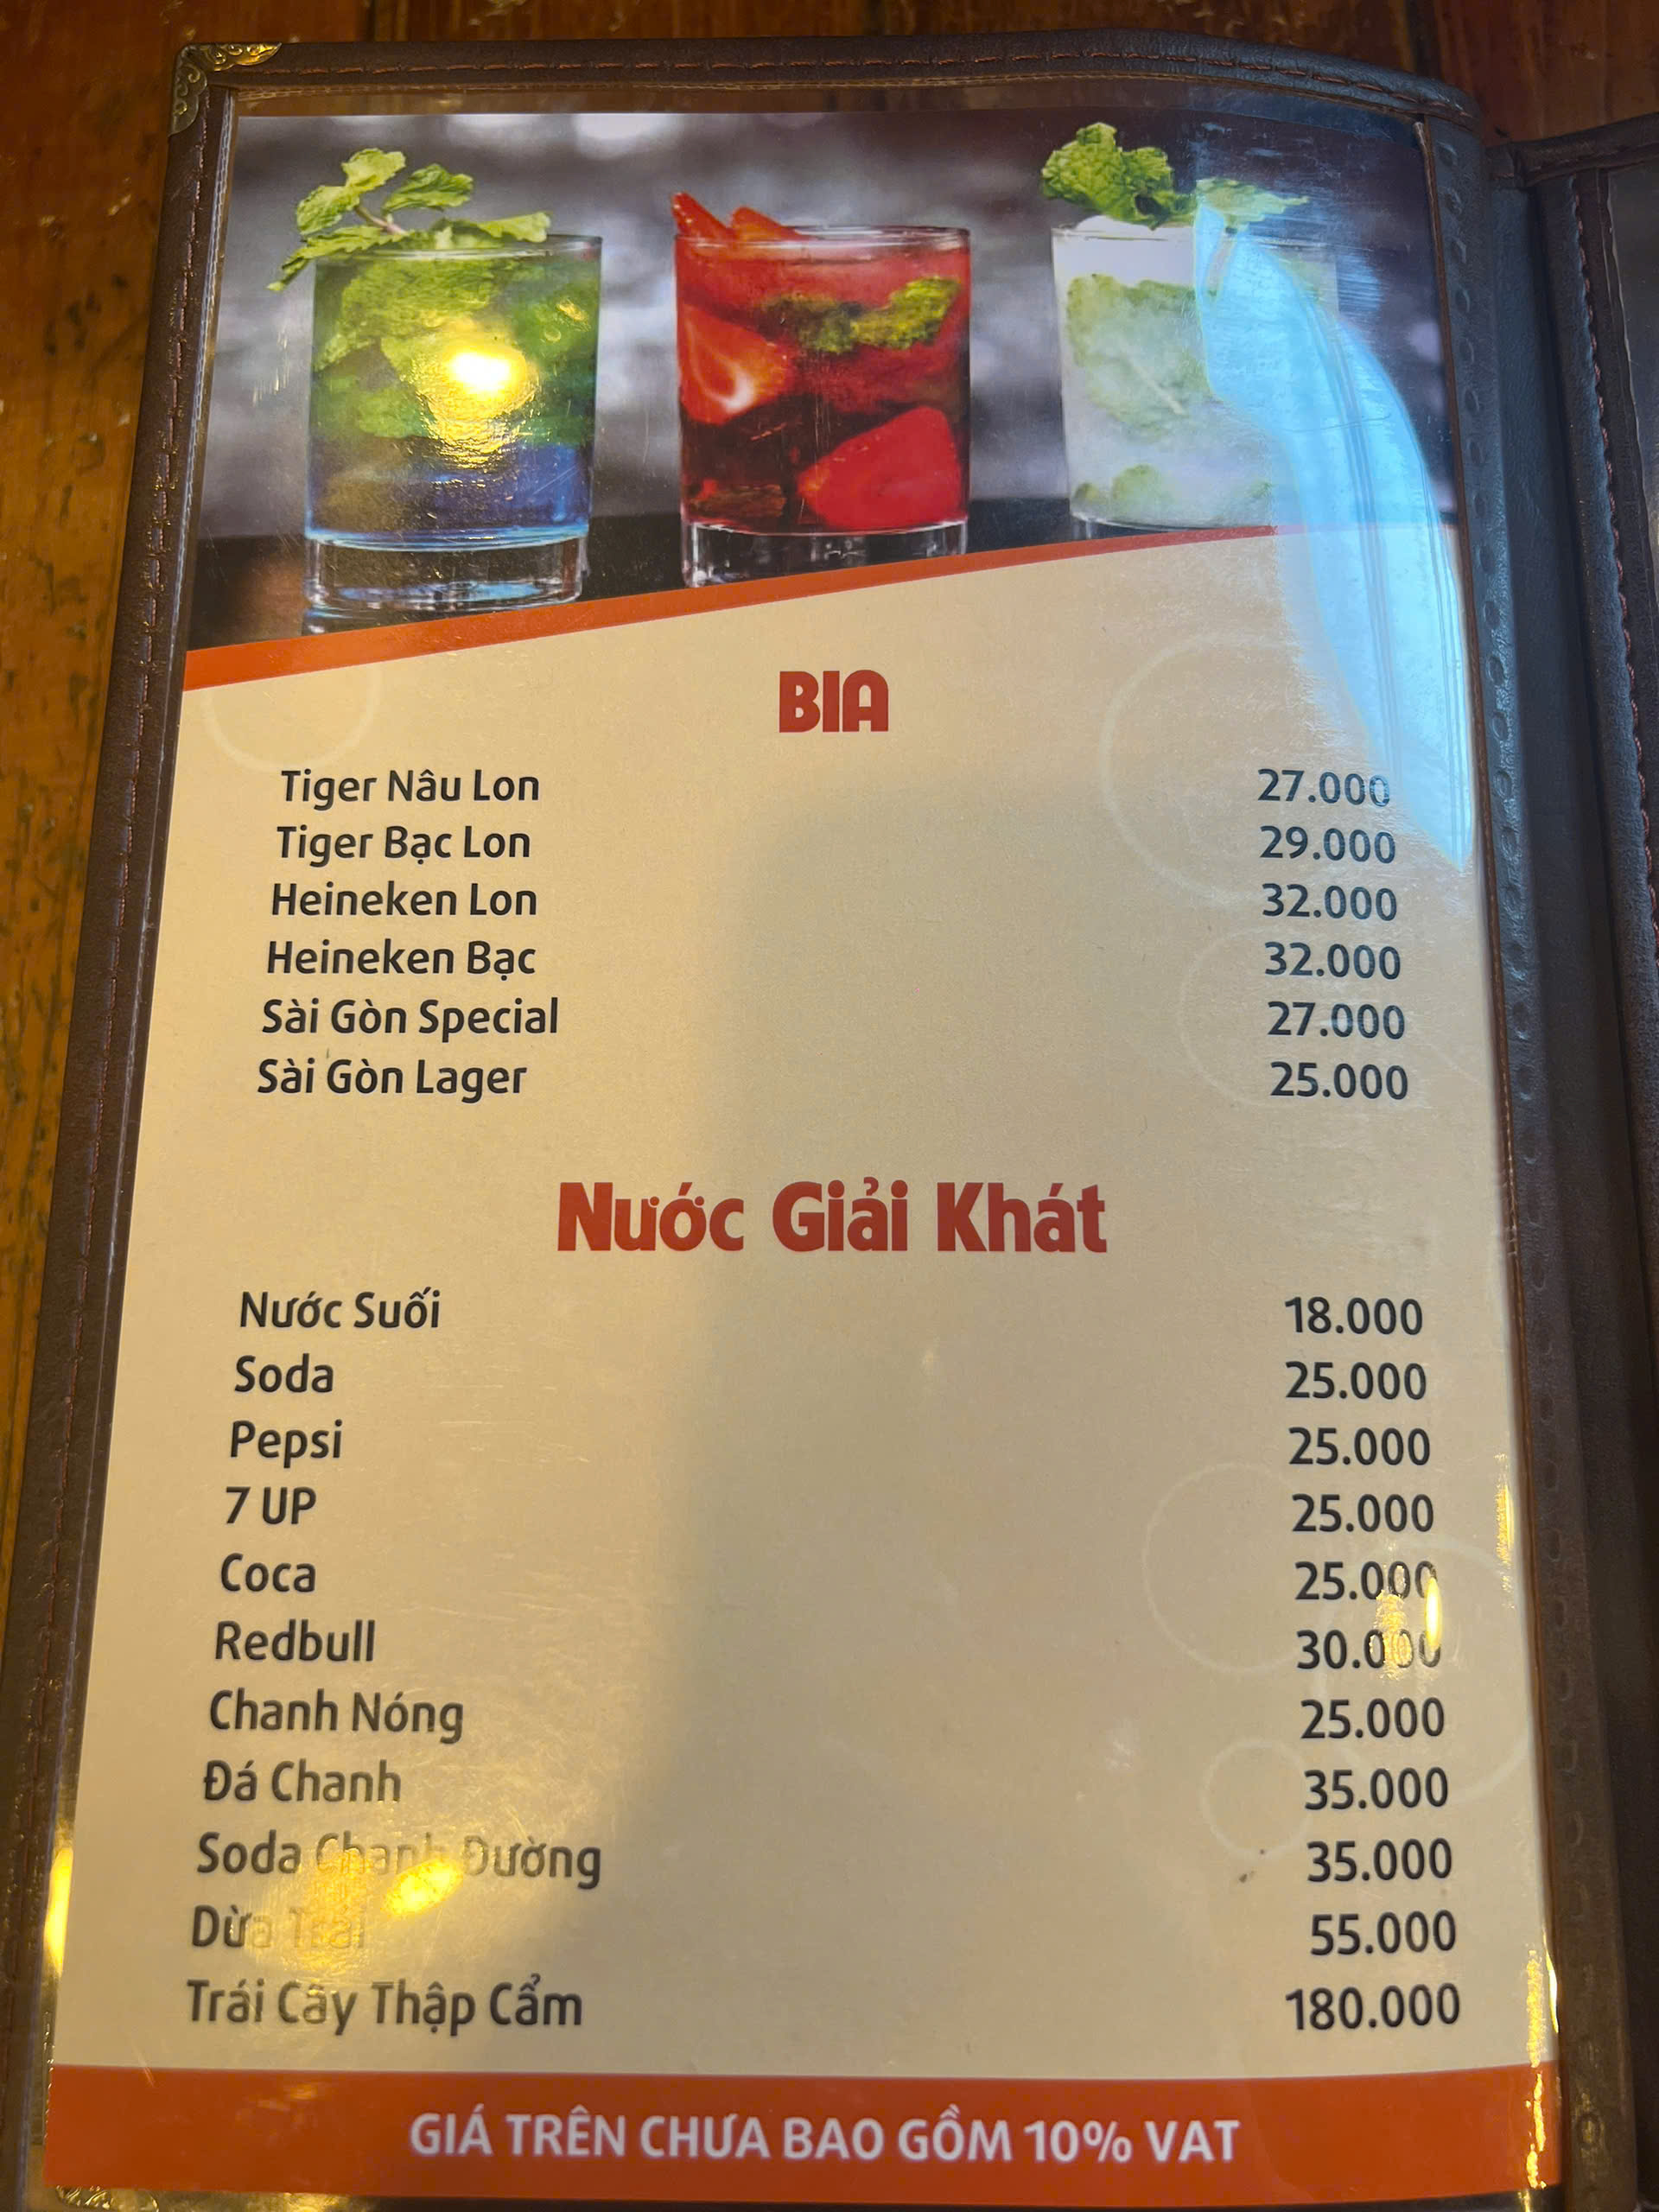 BIA
Tiger Nâu Lon 27.000
Tiger Bạc Lon 29.000
Heineken Lon 32.000
Heineken Bạc 32.000
Sài Gòn Special 27.000
Sài Gòn Lager 25.000
Nước Giải Khát
Nước Suối 18.000
Soda 25.000
Pepsi 25.000
7 UP 25.000
Coca 25.000
Redbull 30.000
Chanh Nóng 25.000
Đá Chanh 35.000
Soda Chanh Đường 35.000
Dừa Trái 55.000
Trái Cây Thập Cẩm 180.000
GIÁ TRÊN CHƯA BAO GỒM 10% VAT